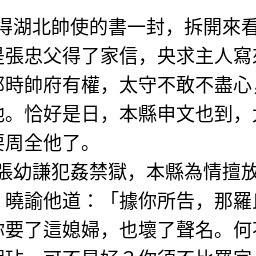 得湖北帥使的書一封，拆開來看
是張忠父得了家信，央求主人寫
那時帥府有權，太守不敢不盡心，
他。恰好是日，本縣申文也到，
要周全他了。
張幼謙犯姦禁獄，本縣為情擅放
曉諭他道：「據你所告，那羅
你要了這媳婦，也壞了聲名。何不